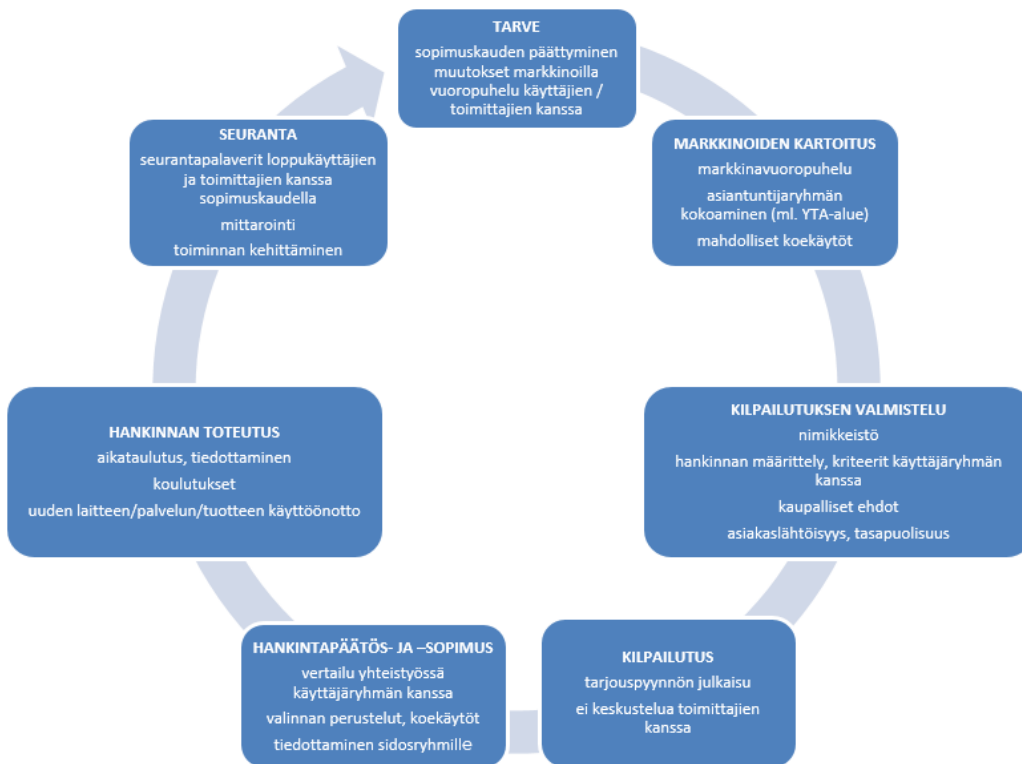 TARVE
sopimuskauden päättyminen
muutokset markkinoilla
vuoropuhelu käyttäjien /
toimittajien kanssa
MARKKINOIDEN KARTOITUS
markkinavuoropuhelu
asiantuntijaryhmän
kokoaminen (ml. YTA-alue)
mahdolliset koekäytöt
KILPAILUTUKSEN VALMISTELU
nimikkeistö
hankinnan määrittely, kriteerit käyttäjäryhmän
kanssa
kaupalliset ehdot
asiakaslähtöisyys, tasapuolisuus
KILPAILUTUS
tarjouspyynnön julkaisu
ei keskustelua toimittajien
kanssa
HANKINTAPÄÄTÖS- JA –SOPIMUS
vertailu yhteistyössä
käyttäjäryhmän kanssa
valinnan perustelut, koekäytöt
tiedottaminen sidosryhmille
HANKINNAN TOTEUTUS
aikataulutus, tiedottaminen
koulutukset
uuden laitteen/palvelun/tuotteen käyttöönotto
SEURANTA
seurantapalaverit loppukäyttäjien
ja toimittajien kanssa
sopimuskaudella
mittarointi
toiminnan kehittäminen